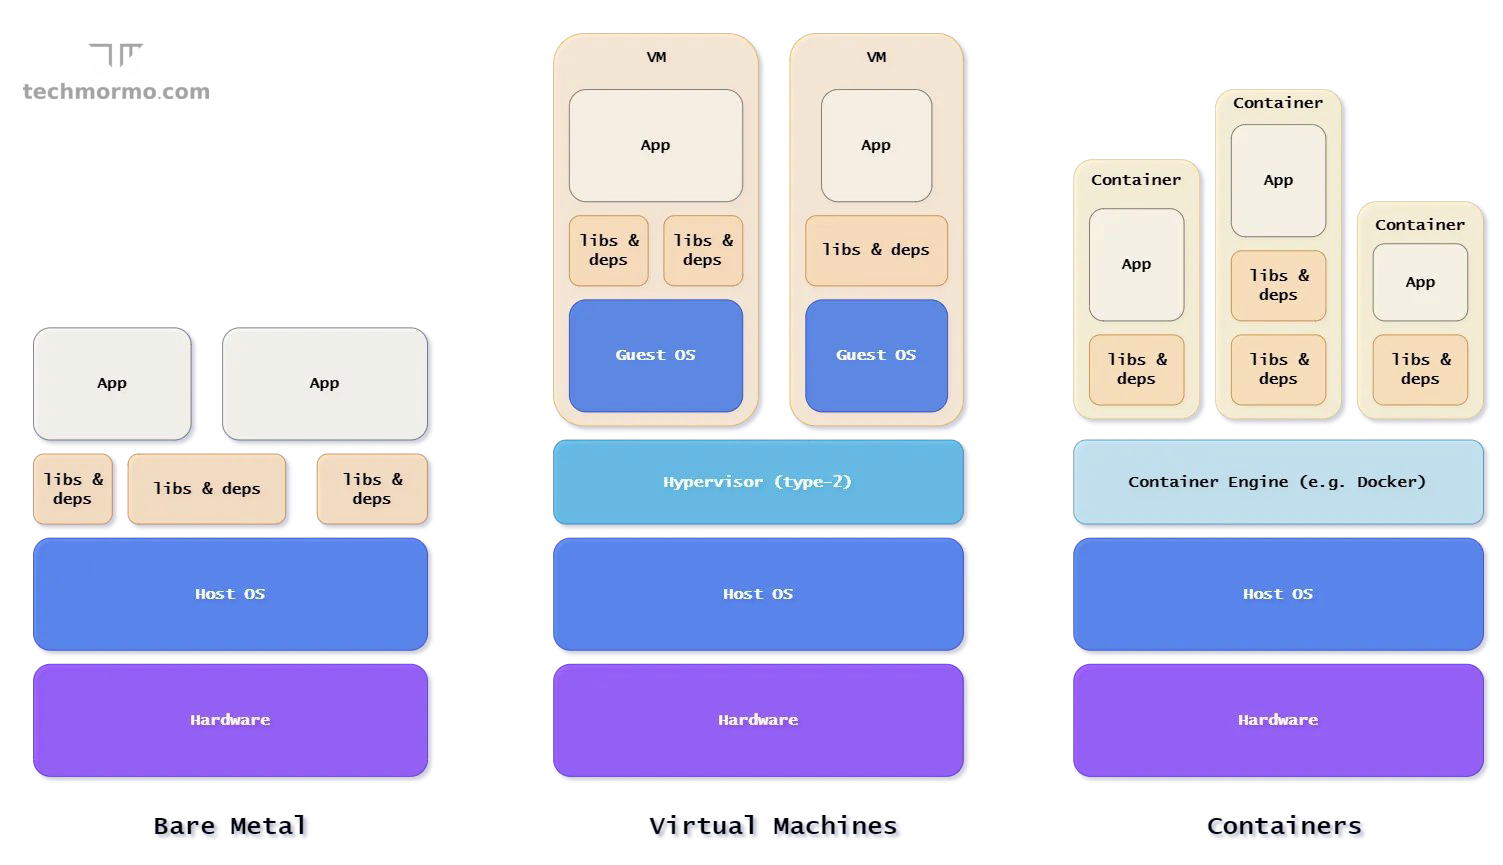 techmormo.com
App
App
libs &
deps
libs & deps
libs &
deps
Host OS
Hardware
Bare Metal
VM
App
libs &
deps
libs &
deps
Guest OS
VM
App
libs & deps
Guest OS
Hypervisor (type-2)
Host OS
Hardware
Virtual Machines
Container
App
libs &
deps
Container
App
libs &
deps
libs &
deps
Container
App
libs &
deps
Container Engine (e.g. Docker)
Host OS
Hardware
Containers